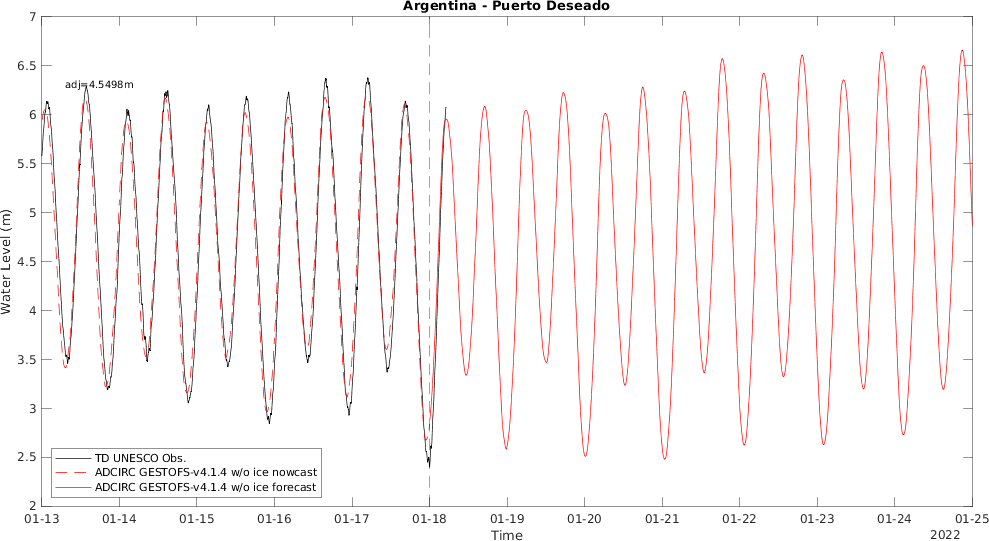 Argentina - Puerto Deseado
7
6.5
6
5.5
5
4.5
4
3.5
3
2.5
2
Water Level (m)
adj=4.5498m
TD UNESCO Obs.
ADCIRC GESTOFS-v4.1.4 w/o ice nowcast
ADCIRC GESTOFS-v4.1.4 w/o ice forecast
01-13 01-14 01-15 01-16 01-17 01-18 01-19 01-20 01-21 01-22 01-23 01-24 01-25
Time
2022